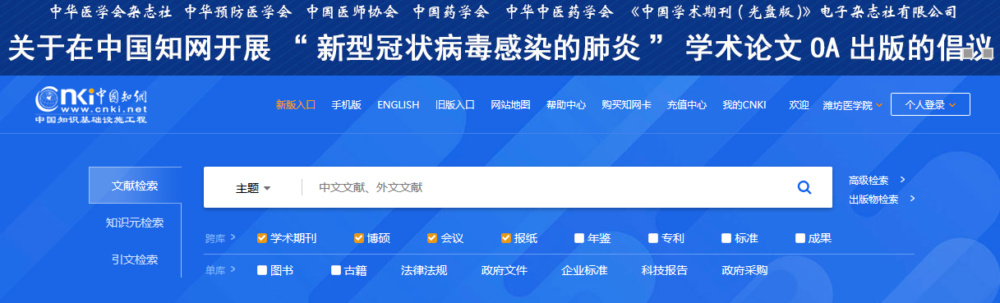 中华医学会杂志社 中华预防医学会 中国医师协会 中国药学会 中华中医药学会 《中国学术期刊(光盘版)》电子杂志社有限公司
关于在中国知网开展“新型冠状病毒感染的肺炎”学术论文OA出版的倡议
cnki 中国知网
www.cnki.net
中国知识基础设施工程
新版入口 手机版 ENGLISH 旧版入口 网站地图 帮助中心 购买知网卡 充值中心 我的CNKI 欢迎 潍坊医学院 个人登录
文献检索
知识元检索
引文检索
主题 中文文献、外文文献
高级检索 >
出版物检索 >
跨库 > 学术期刊 博硕 会议 报纸 年鉴 专利 标准 成果
单库 > 图书 古籍 法律法规 政府文件 企业标准 科技报告 政府采购